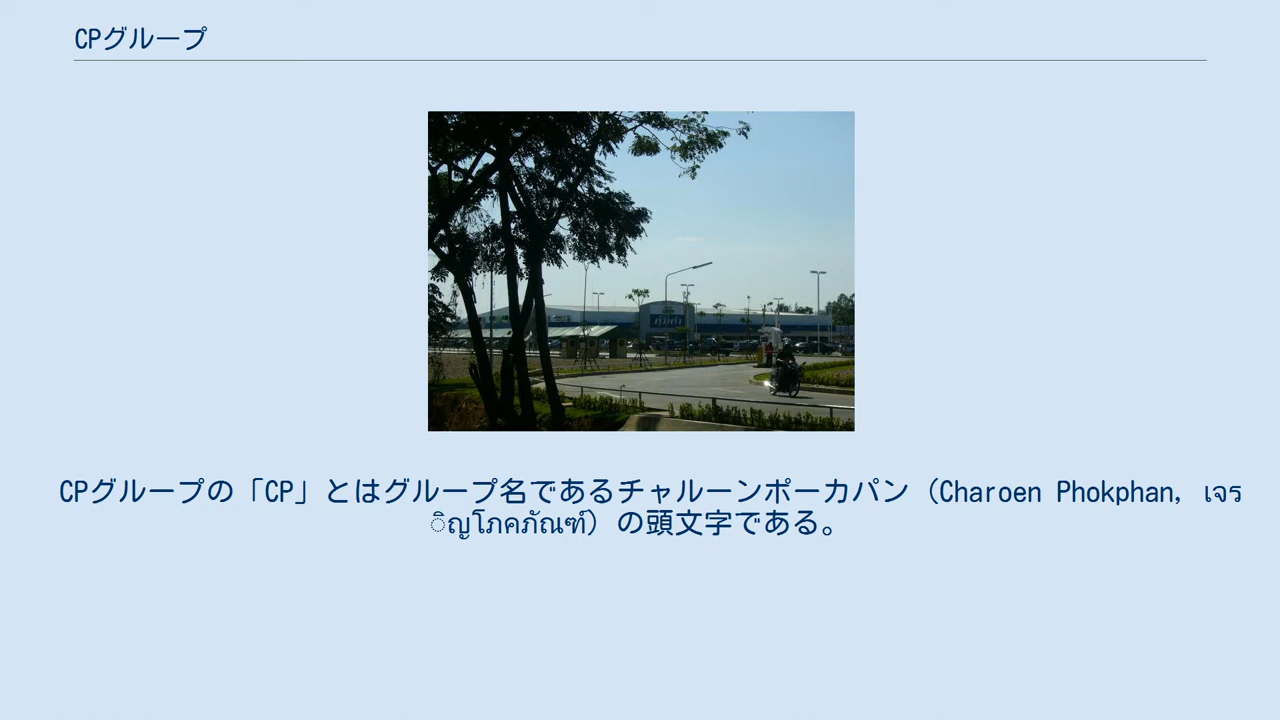 CPグループ
CPグループの「CP」とはグループ名であるチャルーンポーカパン（Charoen Phokphan, เจร
ิญโภคภัณฑ์）の頭文字である。